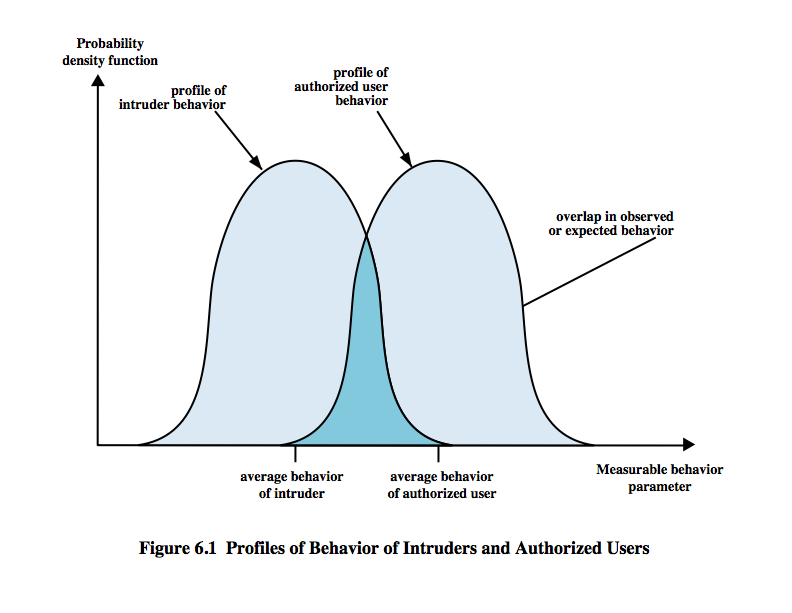 Probability
density function
profile of
intruder behavior
profile of
authorized user
behavior
overlap in observed
or expected behavior
average behavior
of intruder
average behavior
of authorized user
Measurable behavior
parameter
Figure 6.1 Profiles of Behavior of Intruders and Authorized Users